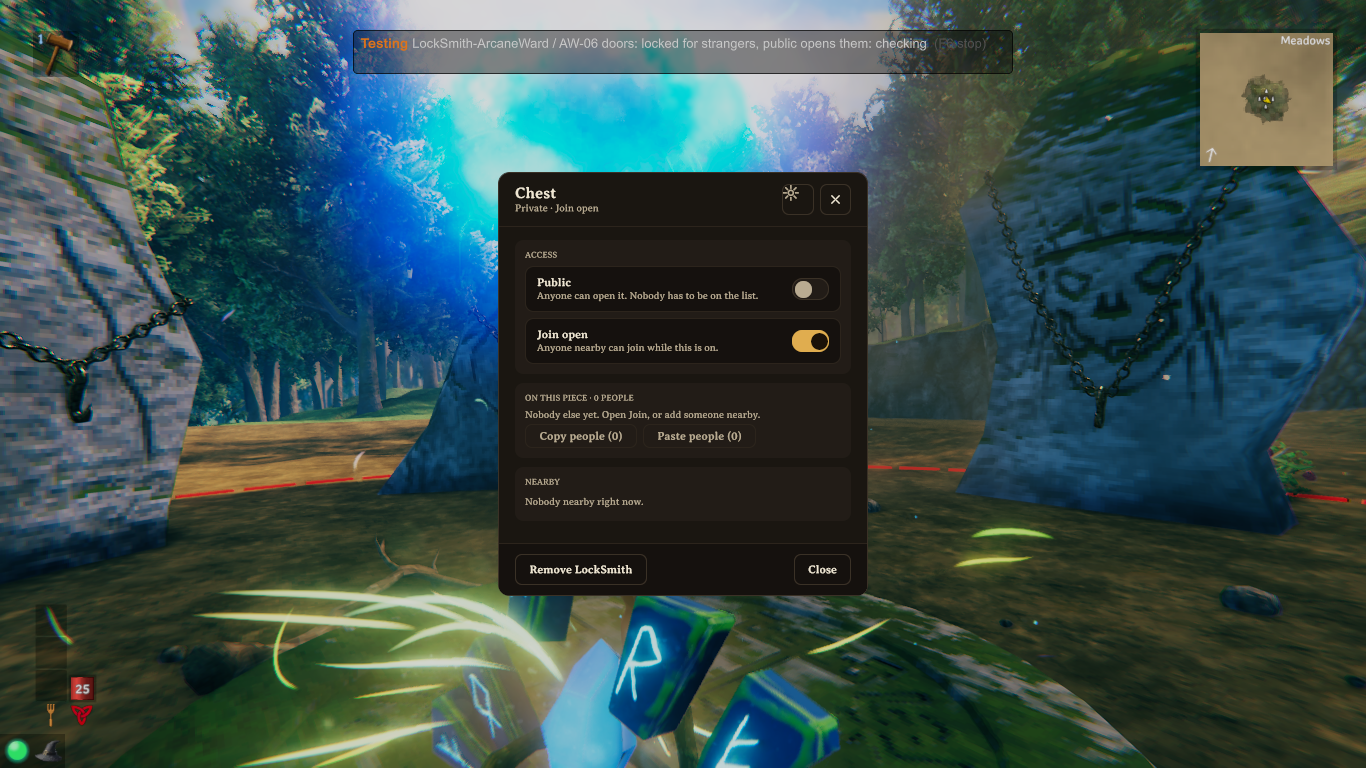 1
Testing LockSmith-ArcaneWard / AW-06 doors: locked for strangers, public opens them: checking
Meadows
Chest
Private · Join open
ACCESS
Public
Anyone can open it. Nobody has to be on the list.
Join open
Anyone nearby can join while this is on.
ON THIS PIECE · 0 PEOPLE
Nobody else yet. Open Join, or add someone nearby.
Copy people (0)
Paste people (0)
NEARBY
Nobody nearby right now.
Remove LockSmith
Close
25